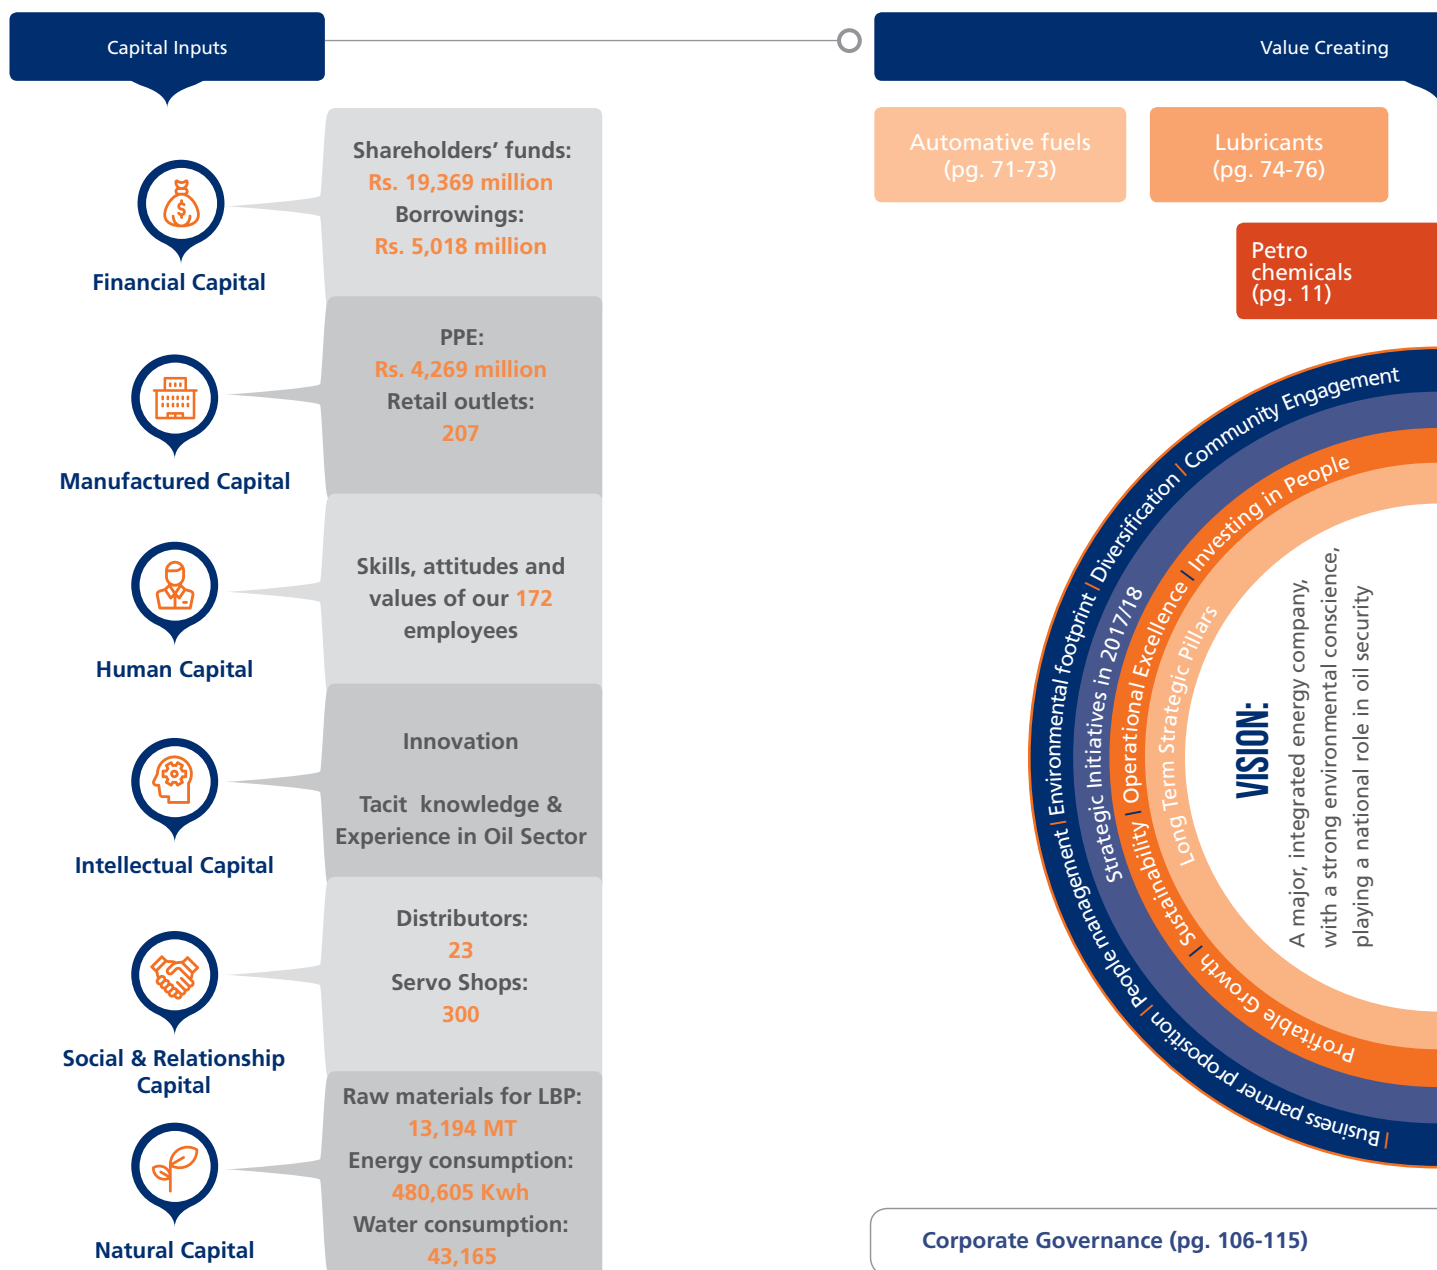 Capital Inputs
Value Creating
Financial Capital
Shareholders’ funds:
Rs. 19,369 million
Borrowings:
Rs. 5,018 million
Manufactured Capital
PPE:
Rs. 4,269 million
Retail outlets:
207
Human Capital
Skills, attitudes and
values of our 172
employees
Intellectual Capital
Innovation
Tacit knowledge &
Experience in Oil Sector
Social & Relationship
Capital
Distributors:
23
Servo Shops:
300
Natural Capital
Raw materials for LBP:
13,194 MT
Energy consumption:
480,605 Kwh
Water consumption:
43,165
Automative fuels
(pg. 71-73)
Lubricants
(pg. 74-76)
Petro
chemicals
(pg. 11)
| Business partner proposition | People management | Environmental footprint | Diversification | Community Engagement
Strategic Initiatives in 2017/18
Profitable Growth | Sustainability | Operational Excellence | Investing in People
Long Term Strategic Pillars
VISION:
A major, integrated energy company,
with a strong environmental conscience,
playing a national role in oil security
Corporate Governance (pg. 106-115)